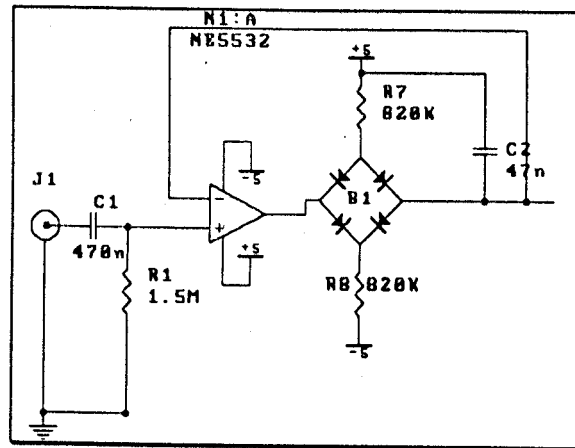 N1:A
NE5532
+5
R7
820K
-5
C2
47n
J1
C1
B1
-
+
470n
+5
R1
1.5M
R8 820K
-5